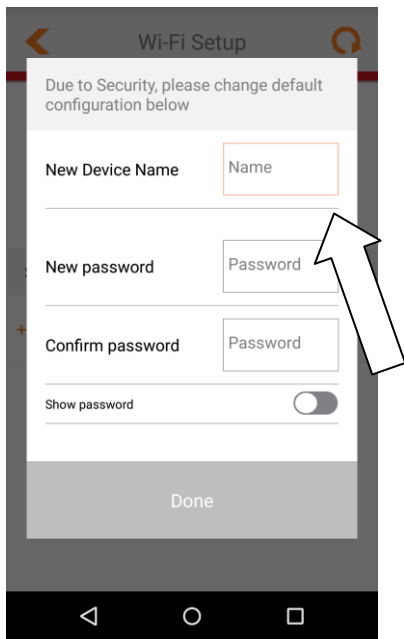 Wi-Fi Setup
Due to Security, please change default
configuration below
New Device Name
Name
New password
Password
Confirm password
Password
Show password
Done